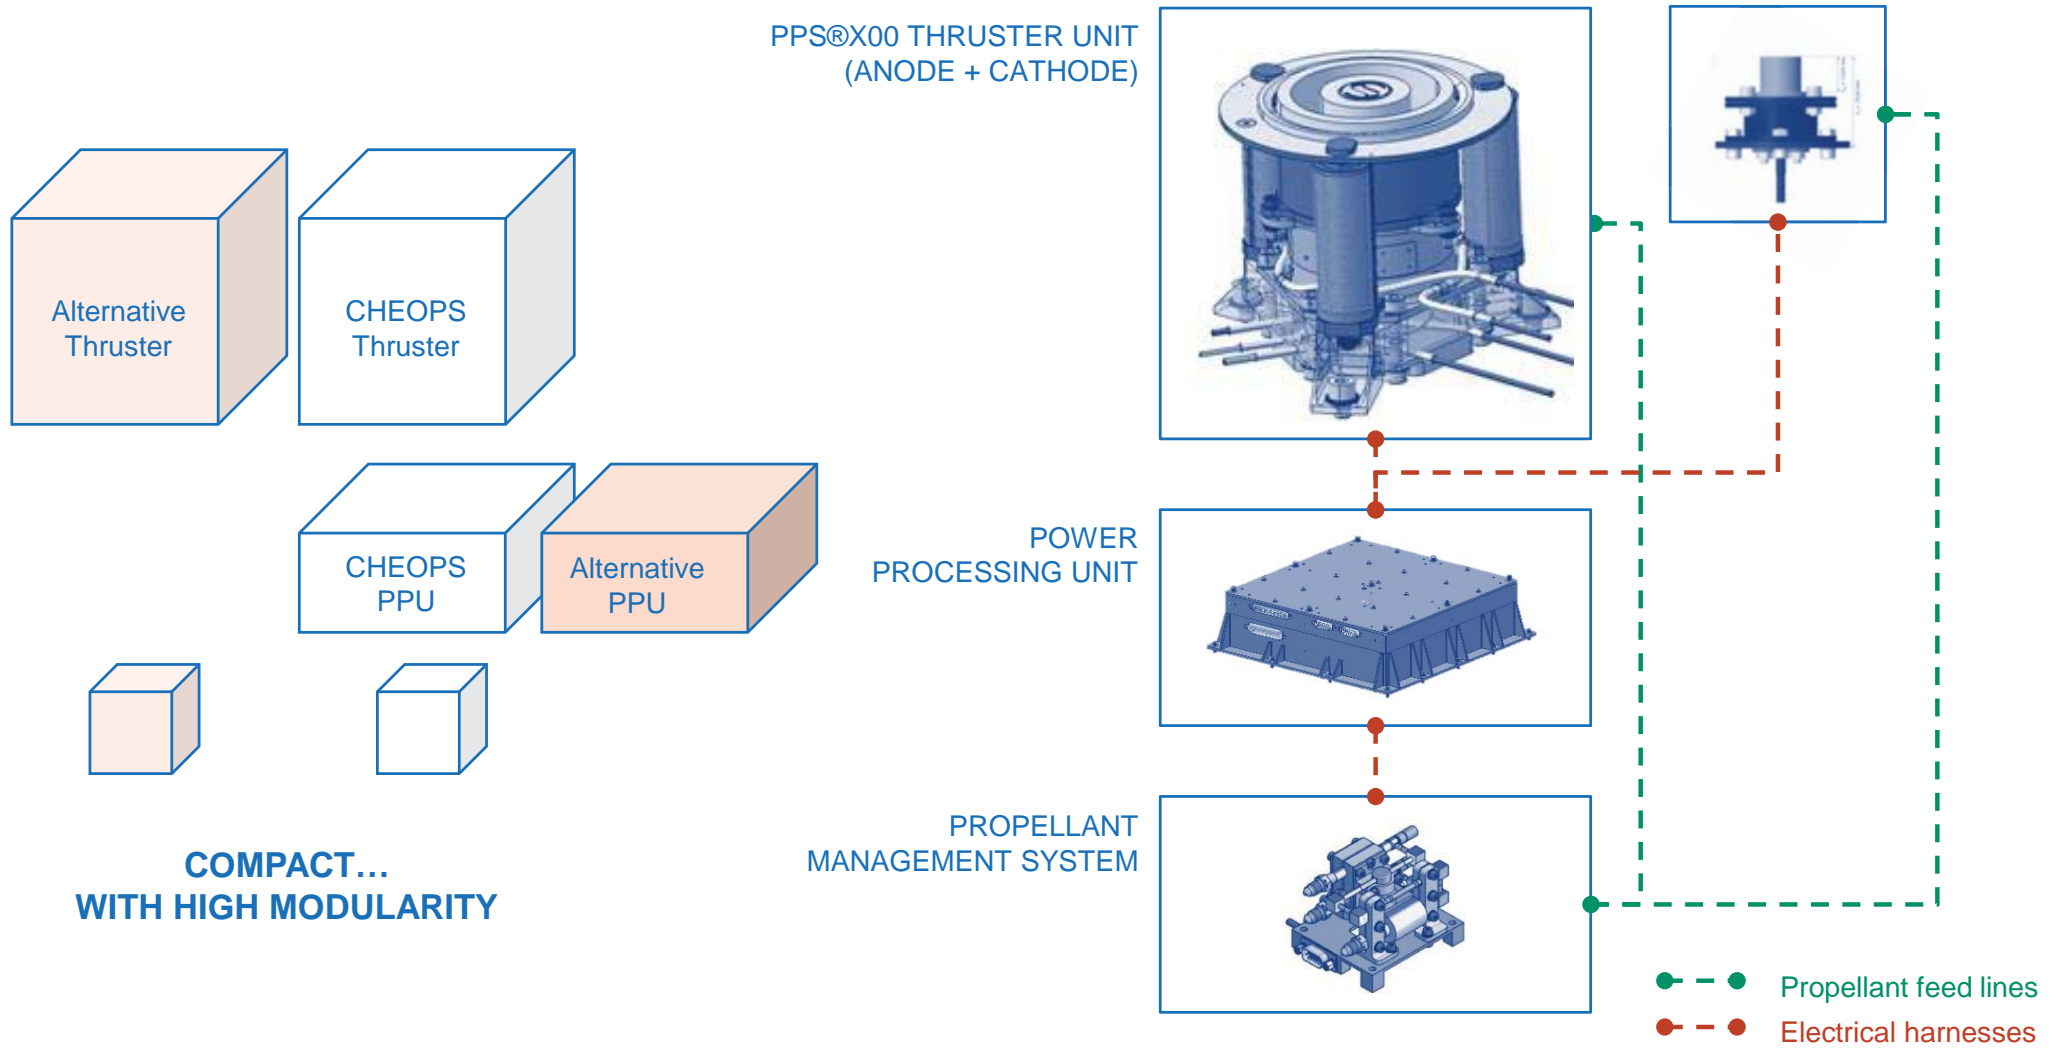 PPS®X00 THRUSTER UNIT
(ANODE + CATHODE)
Alternative
Thruster
CHEOPS
Thruster
CHEOPS
PPU
Alternative
PPU
POWER
PROCESSING UNIT
PROPELLANT
MANAGEMENT SYSTEM
COMPACT…
WITH HIGH MODULARITY
Propellant feed lines
Electrical harnesses